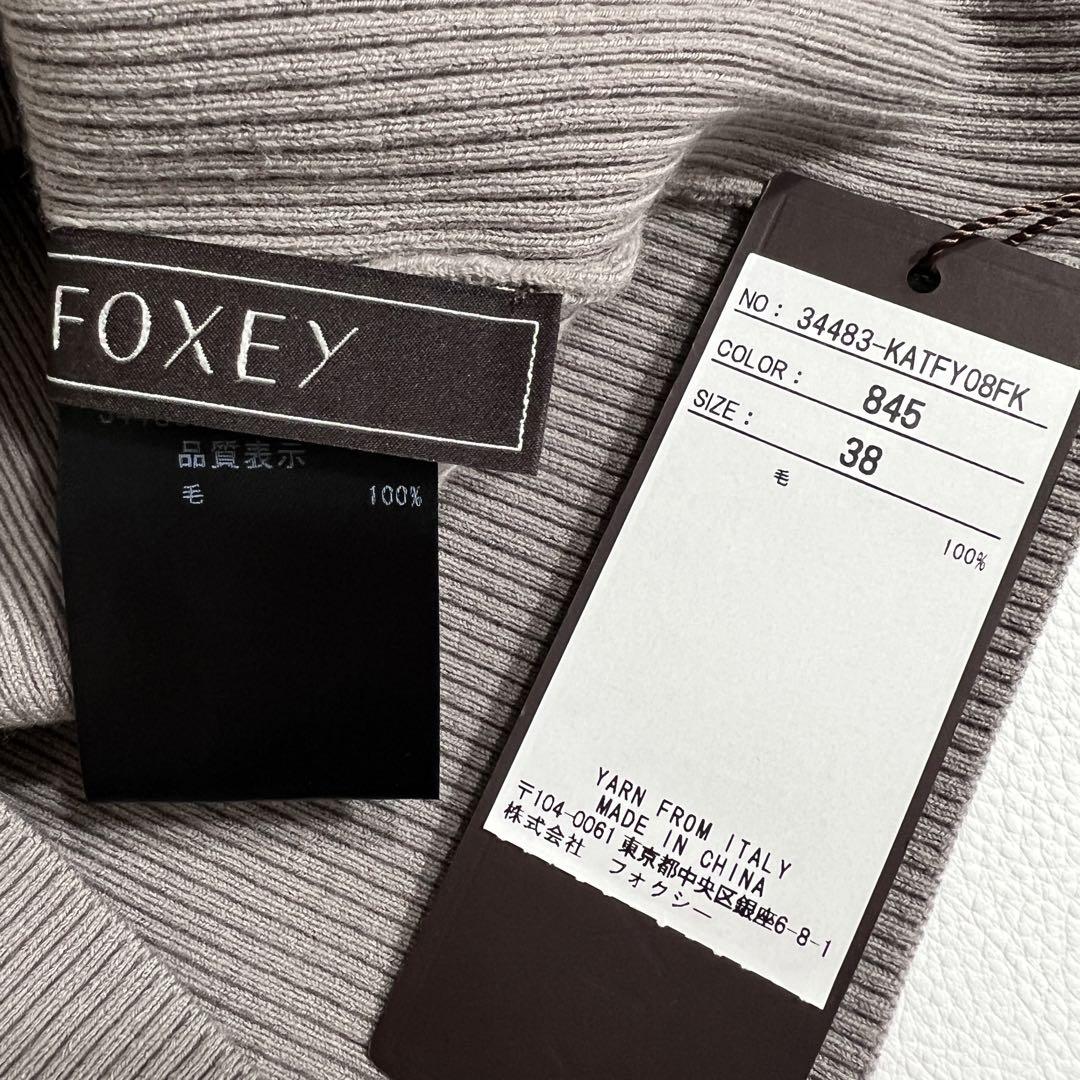 FOXEY
品質表示
毛 100%
NO: 34483-KATFY08FK
COLOR: 845
SIZE: 38
毛
100%
YARN FROM ITALY
MADE IN CHINA
〒104-0061 東京都中央区銀座6-8-1
株式会社 フオクシー